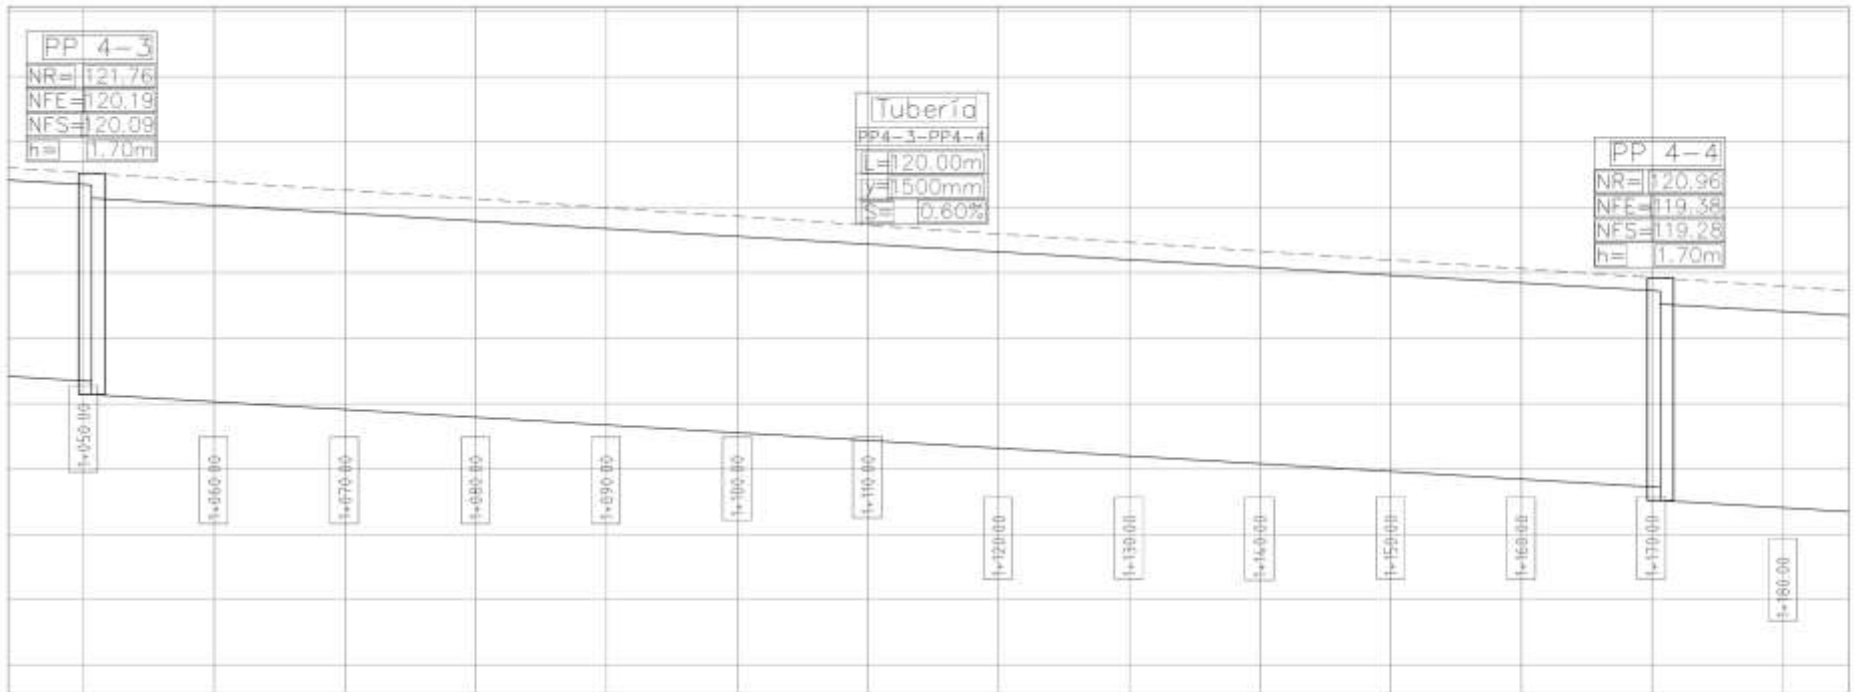 PP 4-3
NR= 121.76
NFE= 120.19
NFS= 120.09
h= 1.70m
Tubería
PP4-3-PP4-4
L= 120.00m
y= 1500mm
S= 0.60%
PP 4-4
NR= 120.96
NFE= 119.38
NFS= 119.28
h= 1.70m
1+050.00
1+060.00
1+070.00
1+080.00
1+090.00
1+100.00
1+110.00
1+120.00
1+130.00
1+140.00
1+150.00
1+160.00
1+170.00
1+180.00